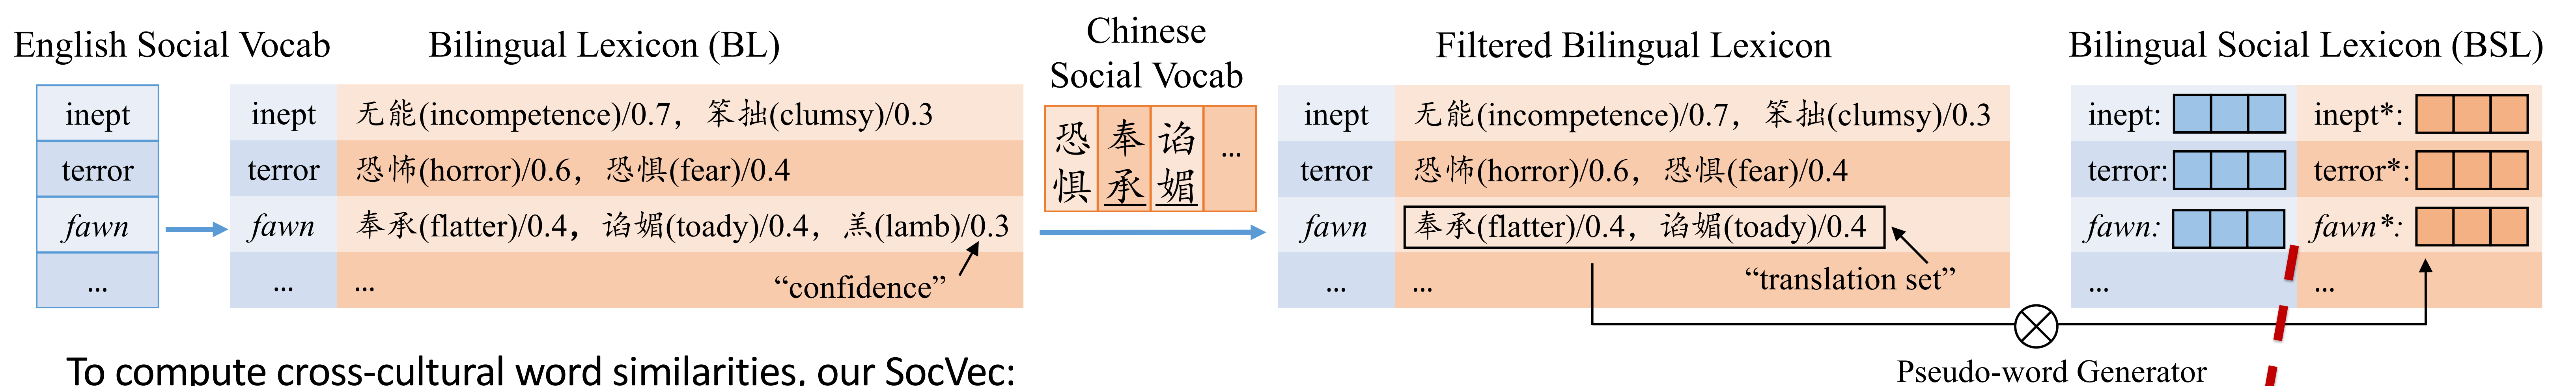 English Social Vocab
inept
terror
fawn
...
Bilingual Lexicon (BL)
inept 无能(incompetence)/0.7, 笨拙(clumsy)/0.3
terror 恐怖(horror)/0.6, 恐惧(fear)/0.4
fawn 奉承(flatter)/0.4, 谄媚(toady)/0.4, 羔(lamb)/0.3
... ...
“confidence”
Chinese
Social Vocab
恐惧 奉承 谄媚 ...
Filtered Bilingual Lexicon
inept 无能(incompetence)/0.7, 笨拙(clumsy)/0.3
terror 恐怖(horror)/0.6, 恐惧(fear)/0.4
fawn 奉承(flatter)/0.4, 谄媚(toady)/0.4
... ...
“translation set”
Bilingual Social Lexicon (BSL)
inept: inept*:
terror: terror*:
fawn: fawn*:
... ...
Pseudo-word Generator
To compute cross-cultural word similarities, our SocVec: